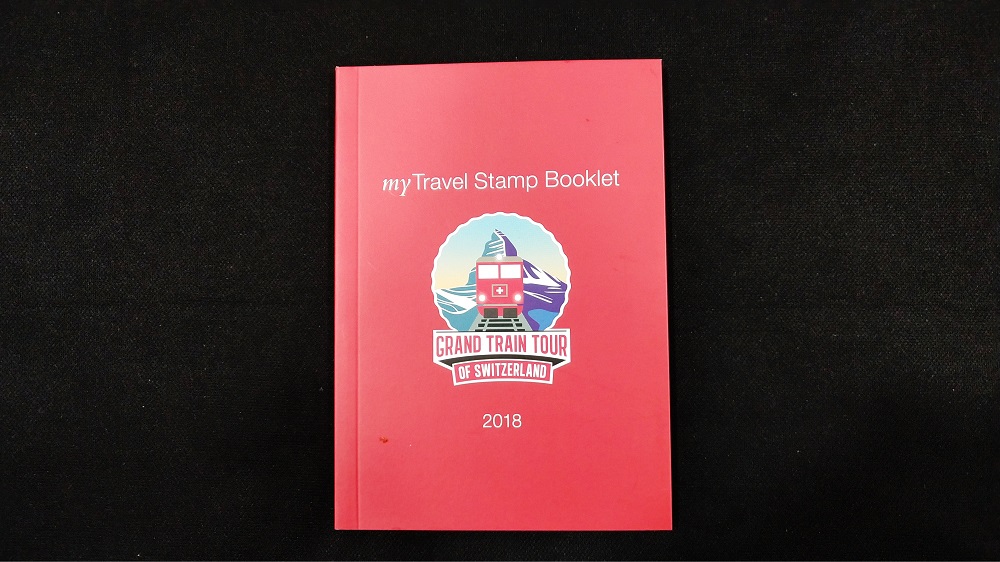 myTravel Stamp Booklet
GRAND TRAIN TOUR
OF SWITZERLAND
2018